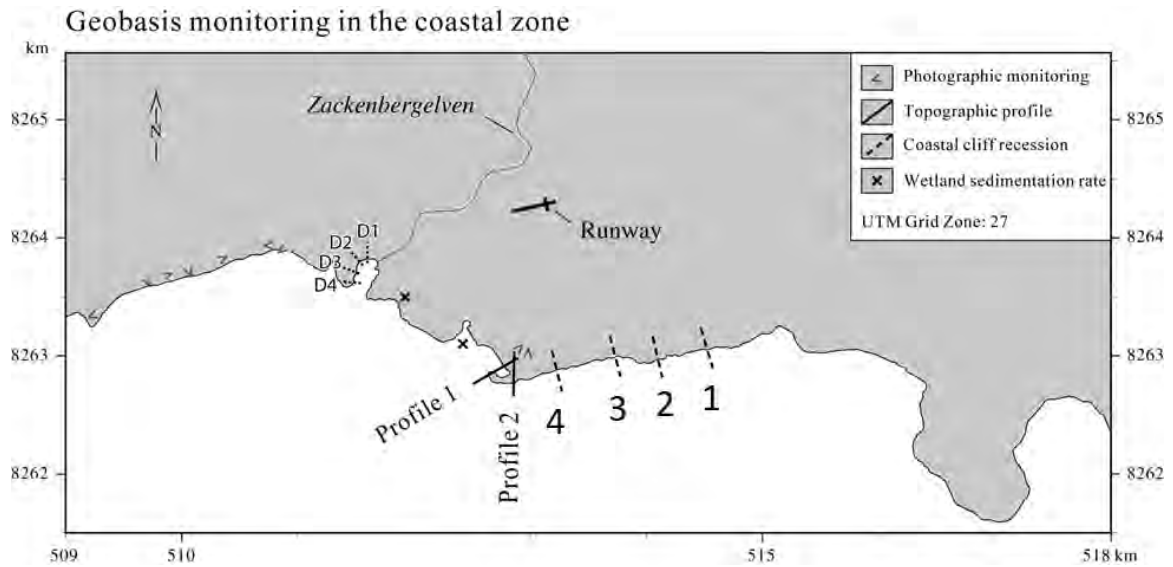 Geobasis monitoring in the coastal zone
km
8265
8264
8263
8262
N
Zackenbergelven
Runway
D1
D2
D3
D4
Profile 1
Profile 2
4
3
2
1
Photographic monitoring
Topographic profile
Coastal cliff recession
Wetland sedimentation rate
UTM Grid Zone: 27
8265
8264
8263
8262
509
510
515
518 km